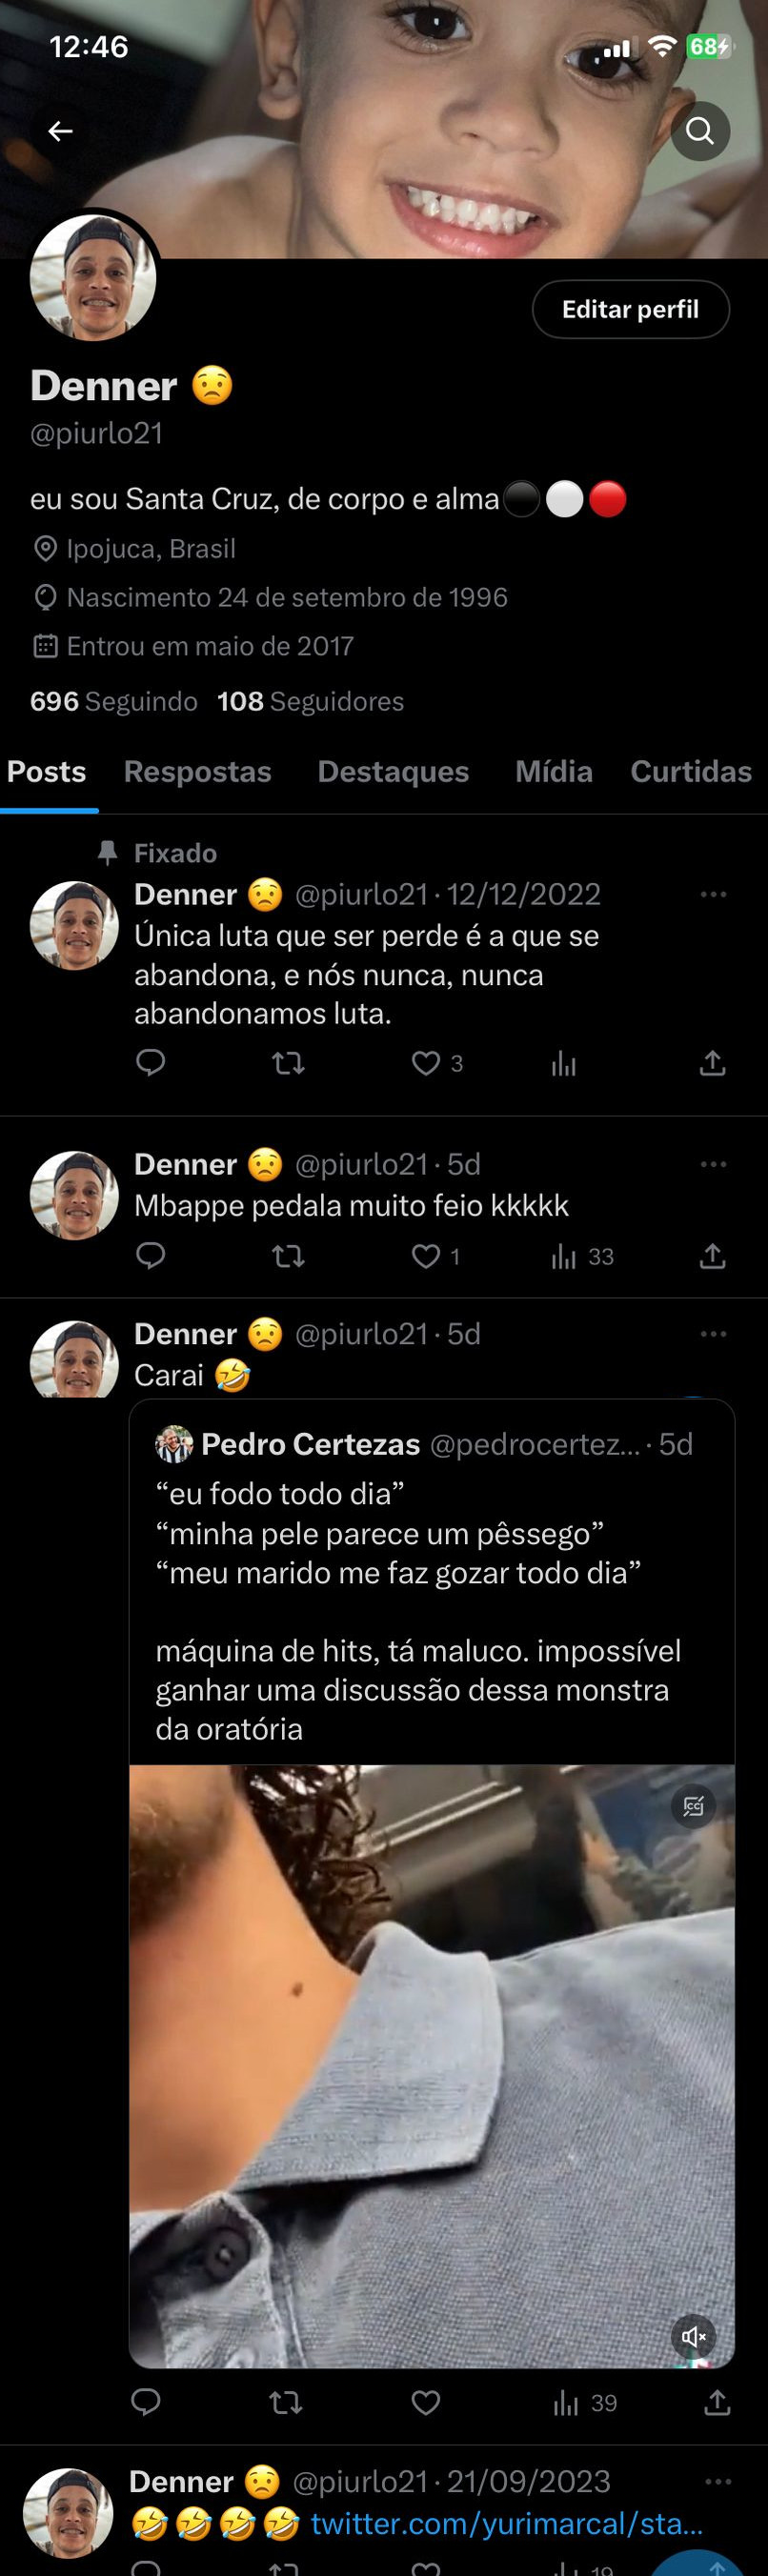 12:46
68
Editar perfil
Denner 😟
@piurlo21
eu sou Santa Cruz, de corpo e alma⚫⚪🔴
Ipojuca, Brasil
Nascimento 24 de setembro de 1996
Entrou em maio de 2017
696 Seguindo 108 Seguidores
Posts Respostas Destaques Mídia Curtidas
Fixado
Denner 😟 @piurlo21 · 12/12/2022
Única luta que ser perde é a que se
abandona, e nós nunca, nunca
abandonamos luta.
3
Denner 😟 @piurlo21 · 5d
Mbappe pedala muito feio kkkkk
1 33
Denner 😟 @piurlo21 · 5d
Carai 🤣
Pedro Certezas @pedrocertez... · 5d
“eu fodo todo dia”
“minha pele parece um pêssego”
“meu marido me faz gozar todo dia”
máquina de hits, tá maluco. impossível
ganhar uma discussão dessa monstra
da oratória
CC
39
Denner 😟 @piurlo21 · 21/09/2023
🤣🤣🤣🤣 twitter.com/yurimarcal/sta...
19